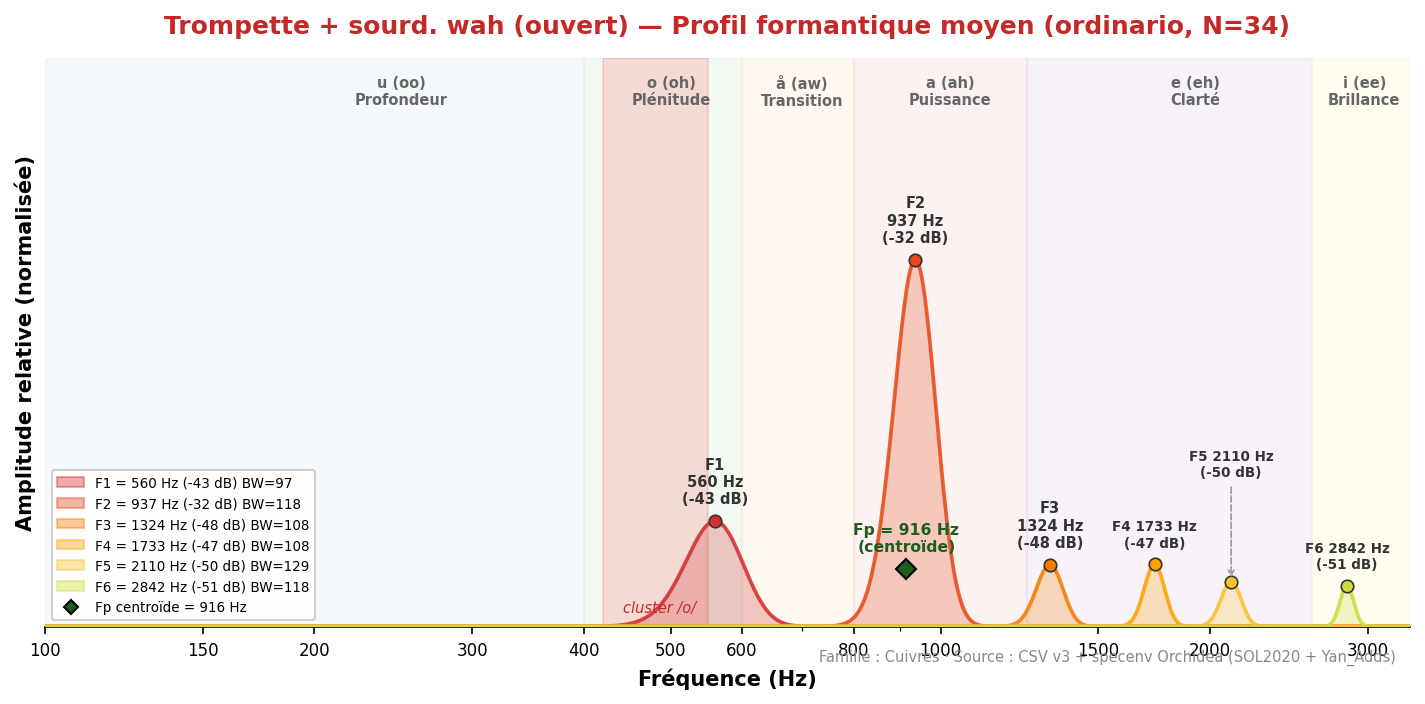 Trompette + sourd. wah (ouvert) — Profil formantique moyen (ordinario, N=34)
u (oo)
Profondeur
o (oh)
Plénitude
å (aw)
Transition
a (ah)
Puissance
e (eh)
Clarté
i (ee)
Brillance
Amplitude relative (normalisée)
F1
560 Hz
(-43 dB)
F2
937 Hz
(-32 dB)
Fp = 916 Hz
(centroïde)
F3
1324 Hz
(-48 dB)
F4 1733 Hz
(-47 dB)
F5 2110 Hz
(-50 dB)
F6 2842 Hz
(-51 dB)
cluster /o/
F1 = 560 Hz (-43 dB) BW=97
F2 = 937 Hz (-32 dB) BW=118
F3 = 1324 Hz (-48 dB) BW=108
F4 = 1733 Hz (-47 dB) BW=108
F5 = 2110 Hz (-50 dB) BW=129
F6 = 2842 Hz (-51 dB) BW=118
Fp centroïde = 916 Hz
100 150 200 300 400 500 600 800 1000 1500 2000 3000
Famille : Cuivres · Source : CSV v3 + specenv Orchidea (SOL2020 + Yan_Adds)
Fréquence (Hz)